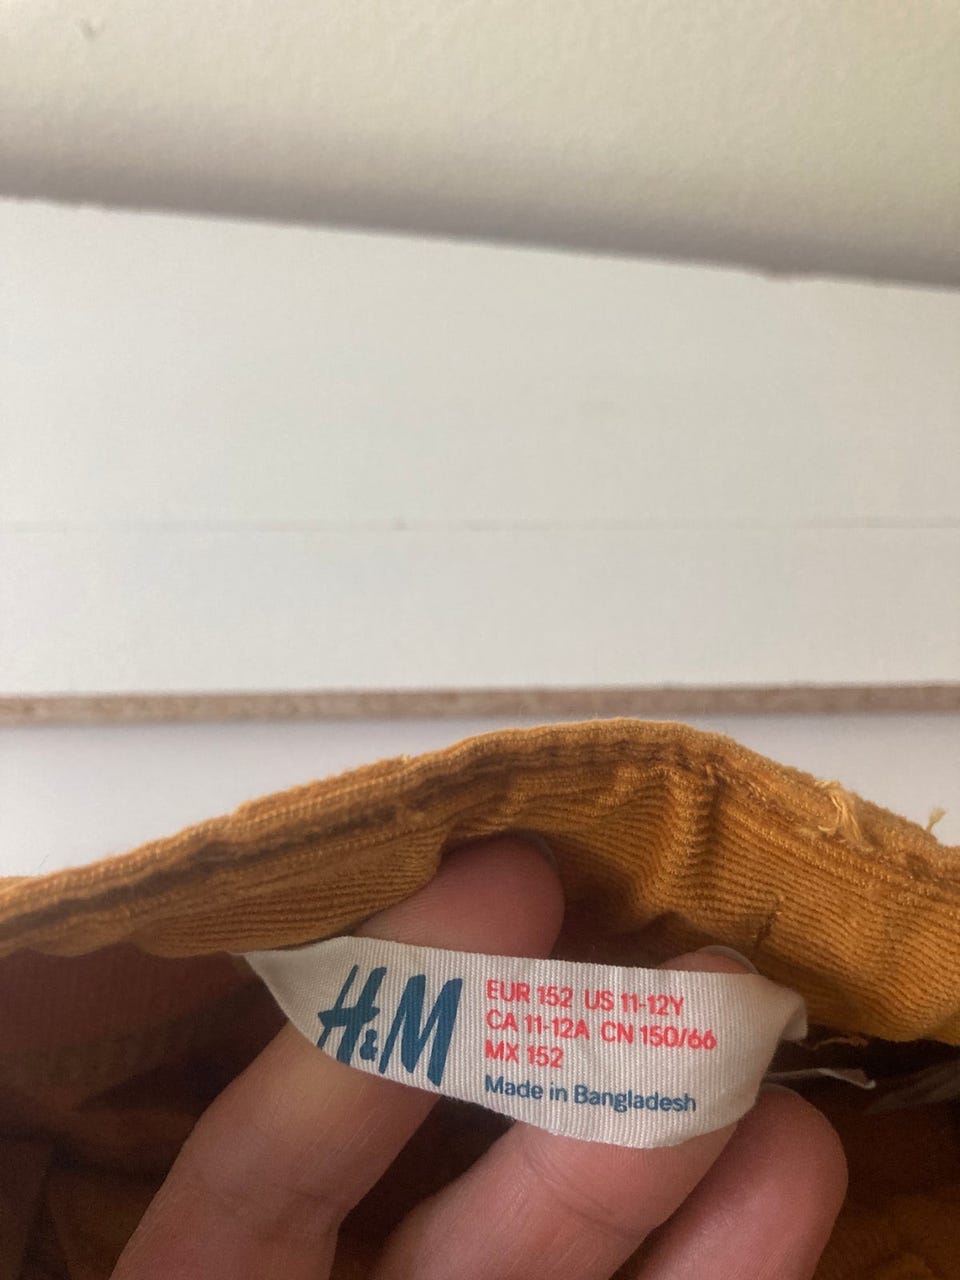 H&M
EUR 152 US 11-12Y
CA 11-12A CN 150/66
MX 152
Made in Bangladesh